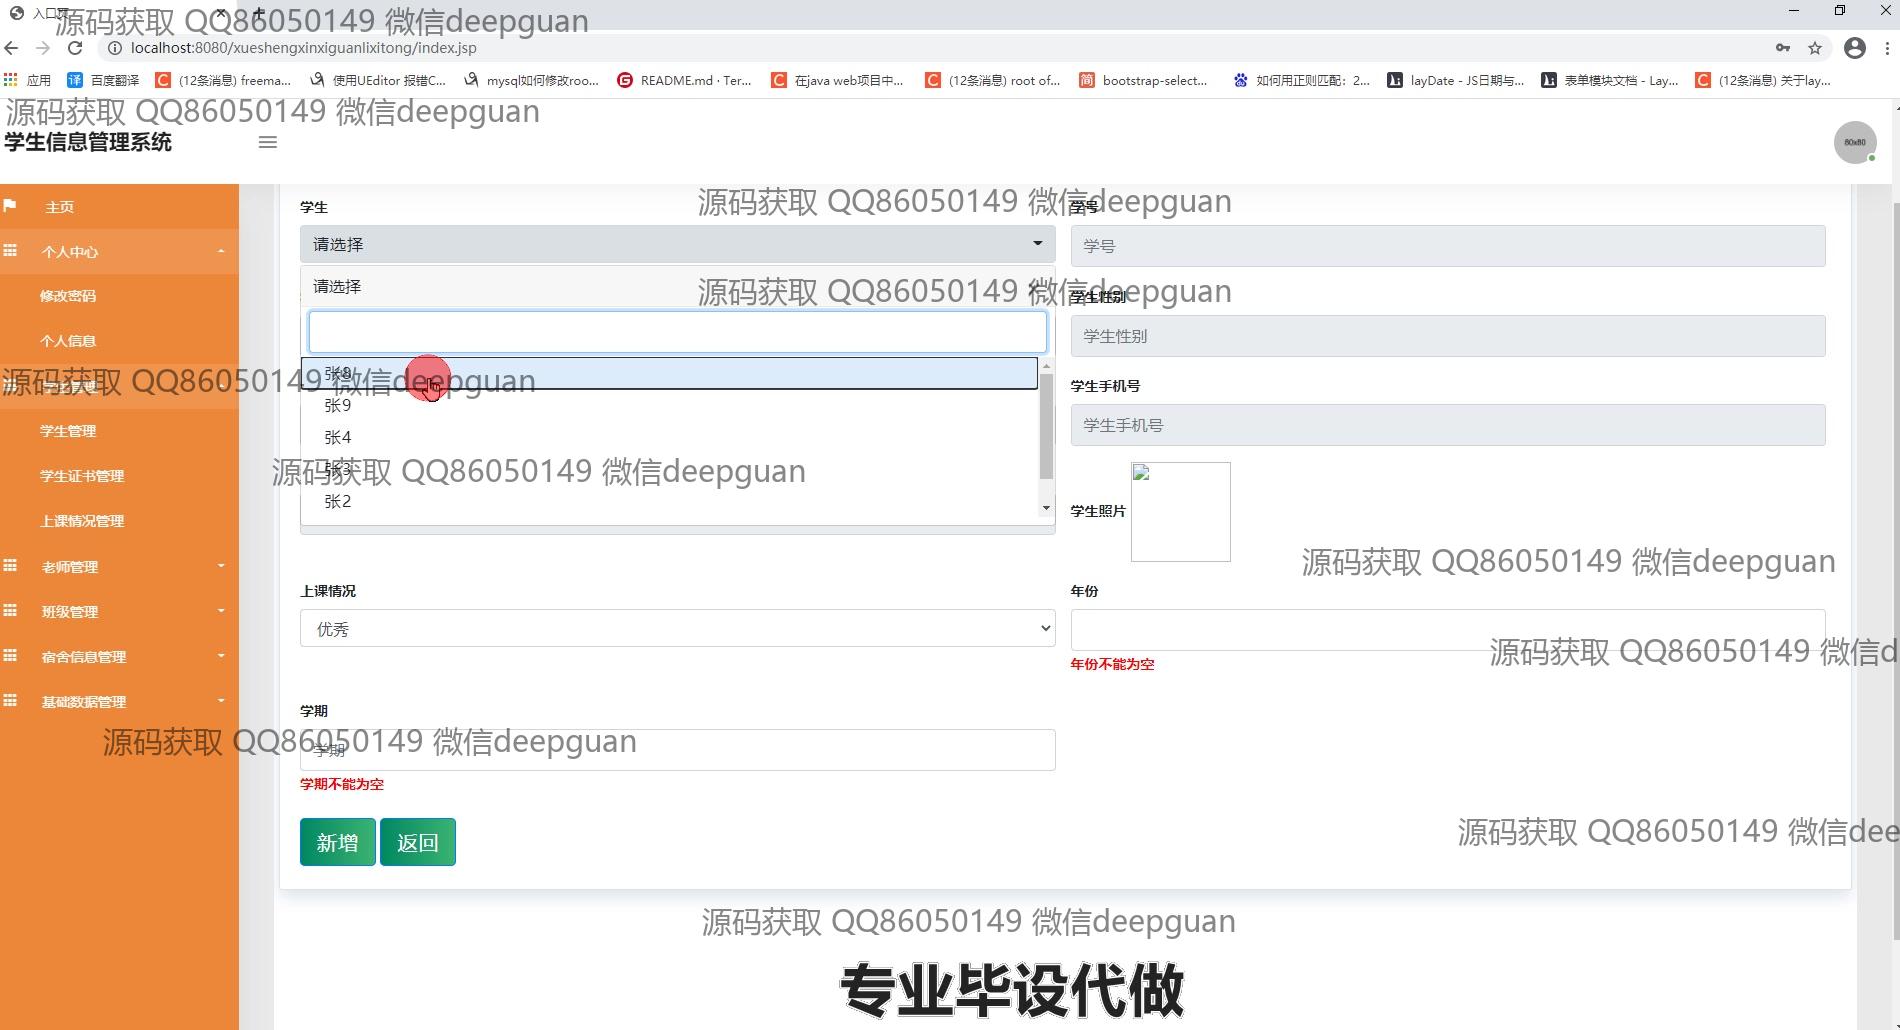 入口页
源码获取 QQ86050149 微信deepguan
localhost:8080/xueshengxinxiguanlixitong/index.jsp
应用
百度翻译
(12条消息) freema...
使用UEditor 报错C...
mysql如何修改roo...
README.md · Ter...
在java web项目中...
(12条消息) root of...
bootstrap-select...
如何用正则匹配：2...
layDate - JS日期与...
表单模块文档 - Lay...
(12条消息) 关于lay...
源码获取 QQ86050149 微信deepguan
学生信息管理系统
80x80
主页
个人中心
修改密码
个人信息
学生管理
学生管理
学生证书管理
上课情况管理
老师管理
班级管理
宿舍信息管理
基础数据管理
源码获取 QQ86050149 微信deepguan
学生
学号
请选择
学号
请选择
源码获取 QQ86050149 微信deepguan
学生性别
学生性别
张8
源码获取 QQ86050149 微信deepguan
张9
张4
张3
张2
源码获取 QQ86050149 微信deepguan
学生手机号
学生手机号
学生照片
源码获取 QQ86050149 微信deepguan
上课情况
年份
优秀
年份不能为空
源码获取 QQ86050149 微信d
学期
学期
源码获取 QQ86050149 微信deepguan
学期不能为空
新增
返回
源码获取 QQ86050149 微信dee
源码获取 QQ86050149 微信deepguan
专业毕设代做